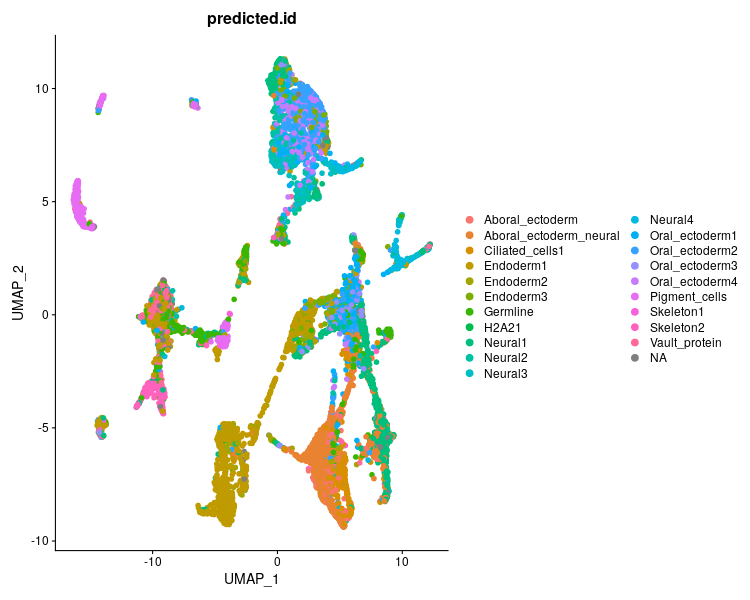 predicted.id
10
5
0
-5
-10
UMAP_2
-10
0
10
UMAP_1
Aboral_ectoderm
Aboral_ectoderm_neural
Ciliated_cells1
Endoderm1
Endoderm2
Endoderm3
Germline
H2A21
Neural1
Neural2
Neural3
Neural4
Oral_ectoderm1
Oral_ectoderm2
Oral_ectoderm3
Oral_ectoderm4
Pigment_cells
Skeleton1
Skeleton2
Vault_protein
NA